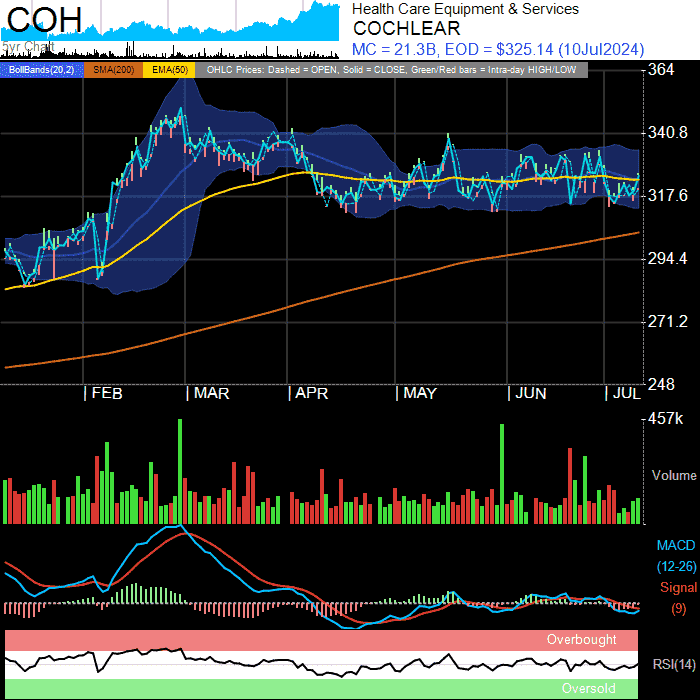 COH
5yr Chart
Health Care Equipment & Services
COCHLEAR
MC = 21.3B, EOD = $325.14 (10Jul2024)
BollBands(20,2) SMA(200) EMA(50) OHLC Prices: Dashed = OPEN, Solid = CLOSE, Green/Red bars = Intra-day HIGH/LOW
364
340.8
317.6
294.4
271.2
248
| FEB | MAR | APR | MAY | JUN | JUL
457k
Volume
MACD
(12-26)
Signal
(9)
Overbought
RSI(14)
Oversold